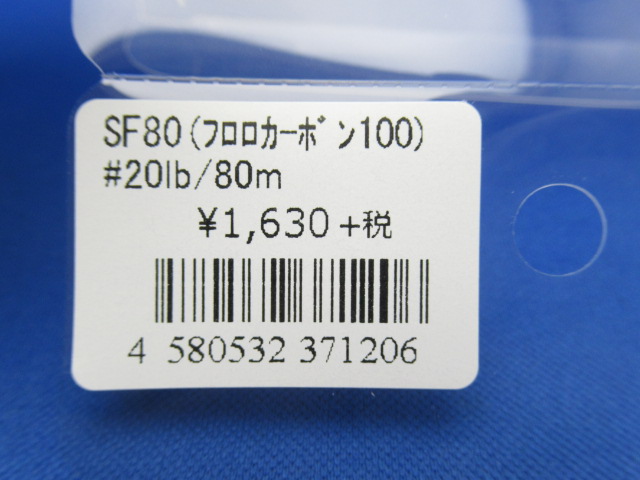 SF80(ﾌﾛﾛｶｰﾎﾞﾝ100)
#20lb/80m
¥1,630+税
4 580532 371206